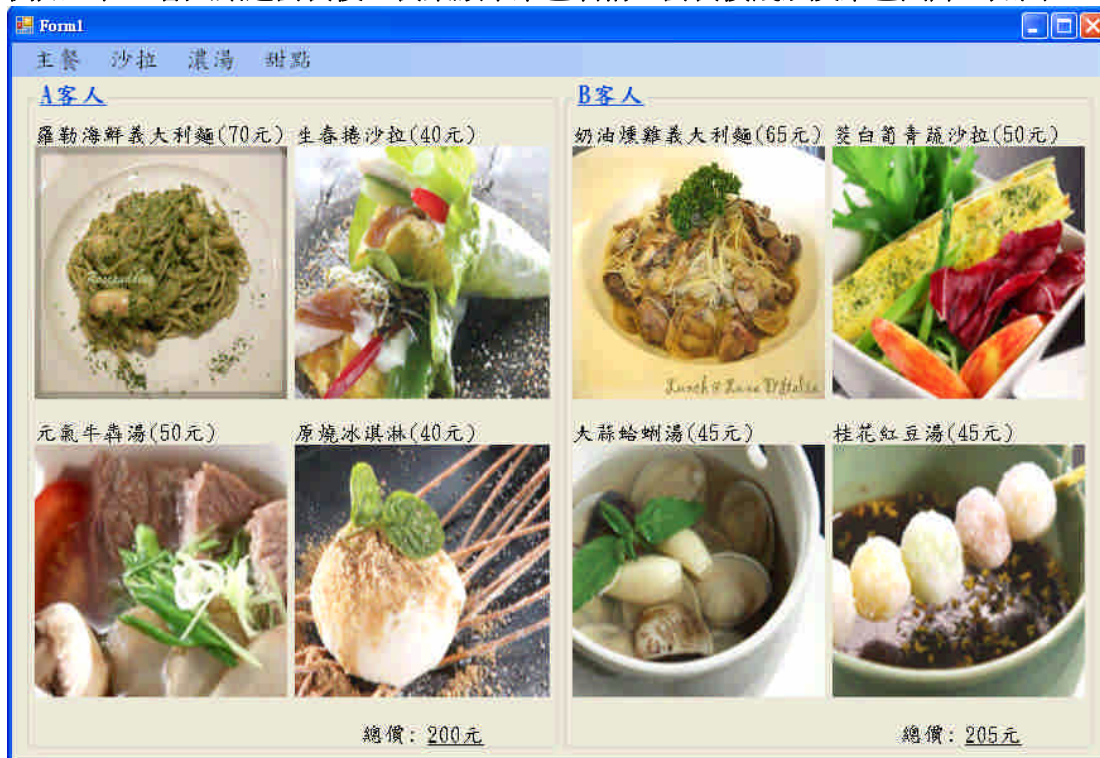 Form1
主餐 沙拉 濃湯 甜點
A客人
羅勒海鮮義大利麵(70元) 生春捲沙拉(40元)
元氣牛犇湯(50元) 原燒冰淇淋(40元)
總價: 200元
B客人
奶油燻雞義大利麵(65元) 茭白筍青蔬沙拉(50元)
Lunch @ Luna D'Italia
大蒜蛤蜊湯(45元) 桂花紅豆湯(45元)
總價: 205元